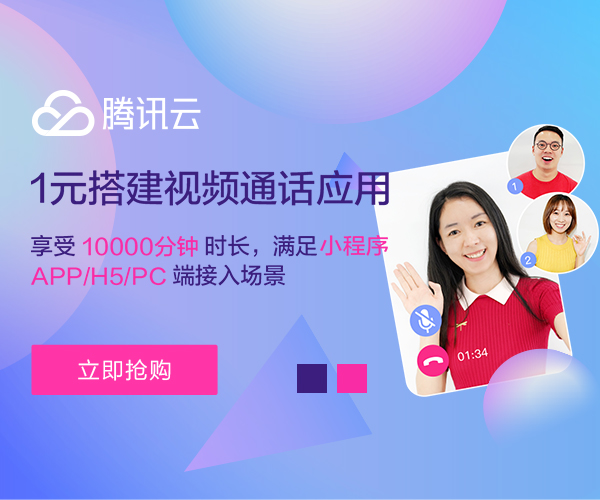 腾讯云
1元搭建视频通话应用
享受 10000分钟 时长，满足小程序
APP/H5/PC 端接入场景
立即抢购
1
2
01:34